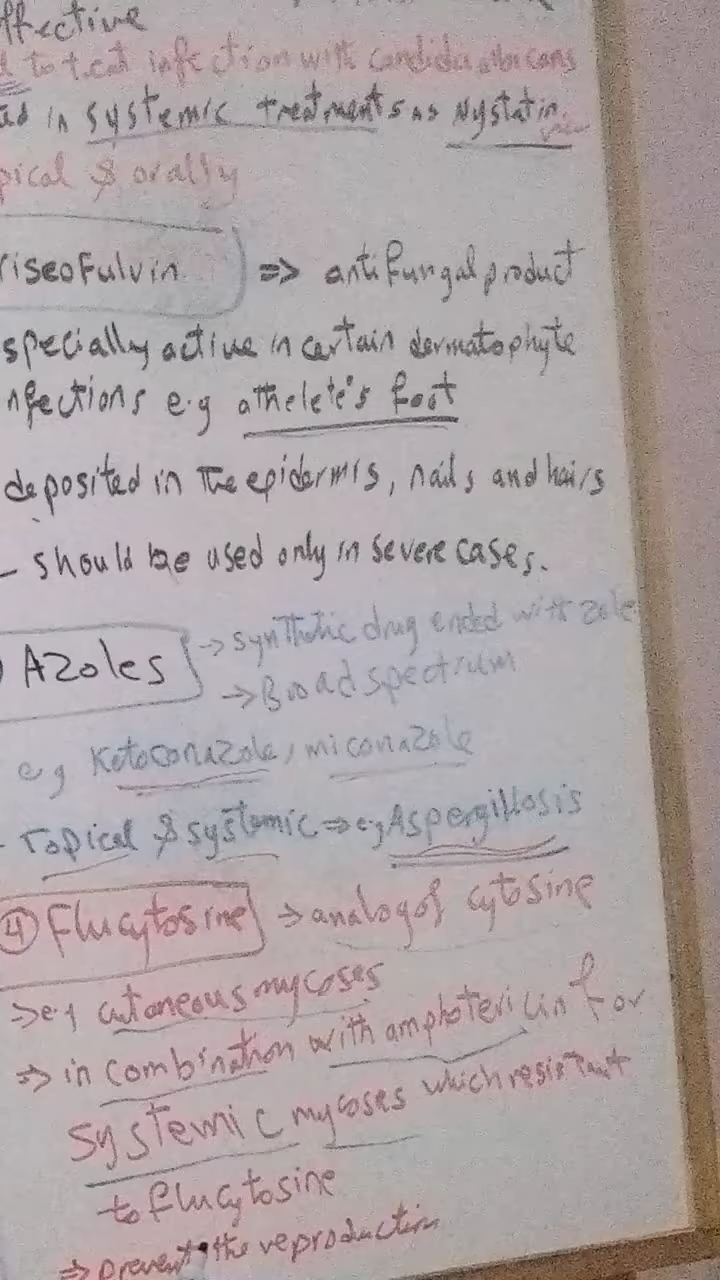 ffective
to treat infection with candida albicans
ed in systemic treatments as Nystatin
pical & orally
riseofulvin => antifungal product
specially active in certain dermatophyte
nfections e.g athelete's foot
deposited in the epidermis, nails and hairs
- should be used only in severe cases.
) Azoles -> synthetic drug ended with zole
-> Broad spectrum
e.g Ketoconazole, miconazole
- Topical & systemic => e.g Aspergillosis
④ Flucytosine => analog of cytosine
=> e.g cutaneous mycoses
=> in combination with amphotericin for
systemic mycoses which resistant
to flucytosine
=> prevent the reproduction